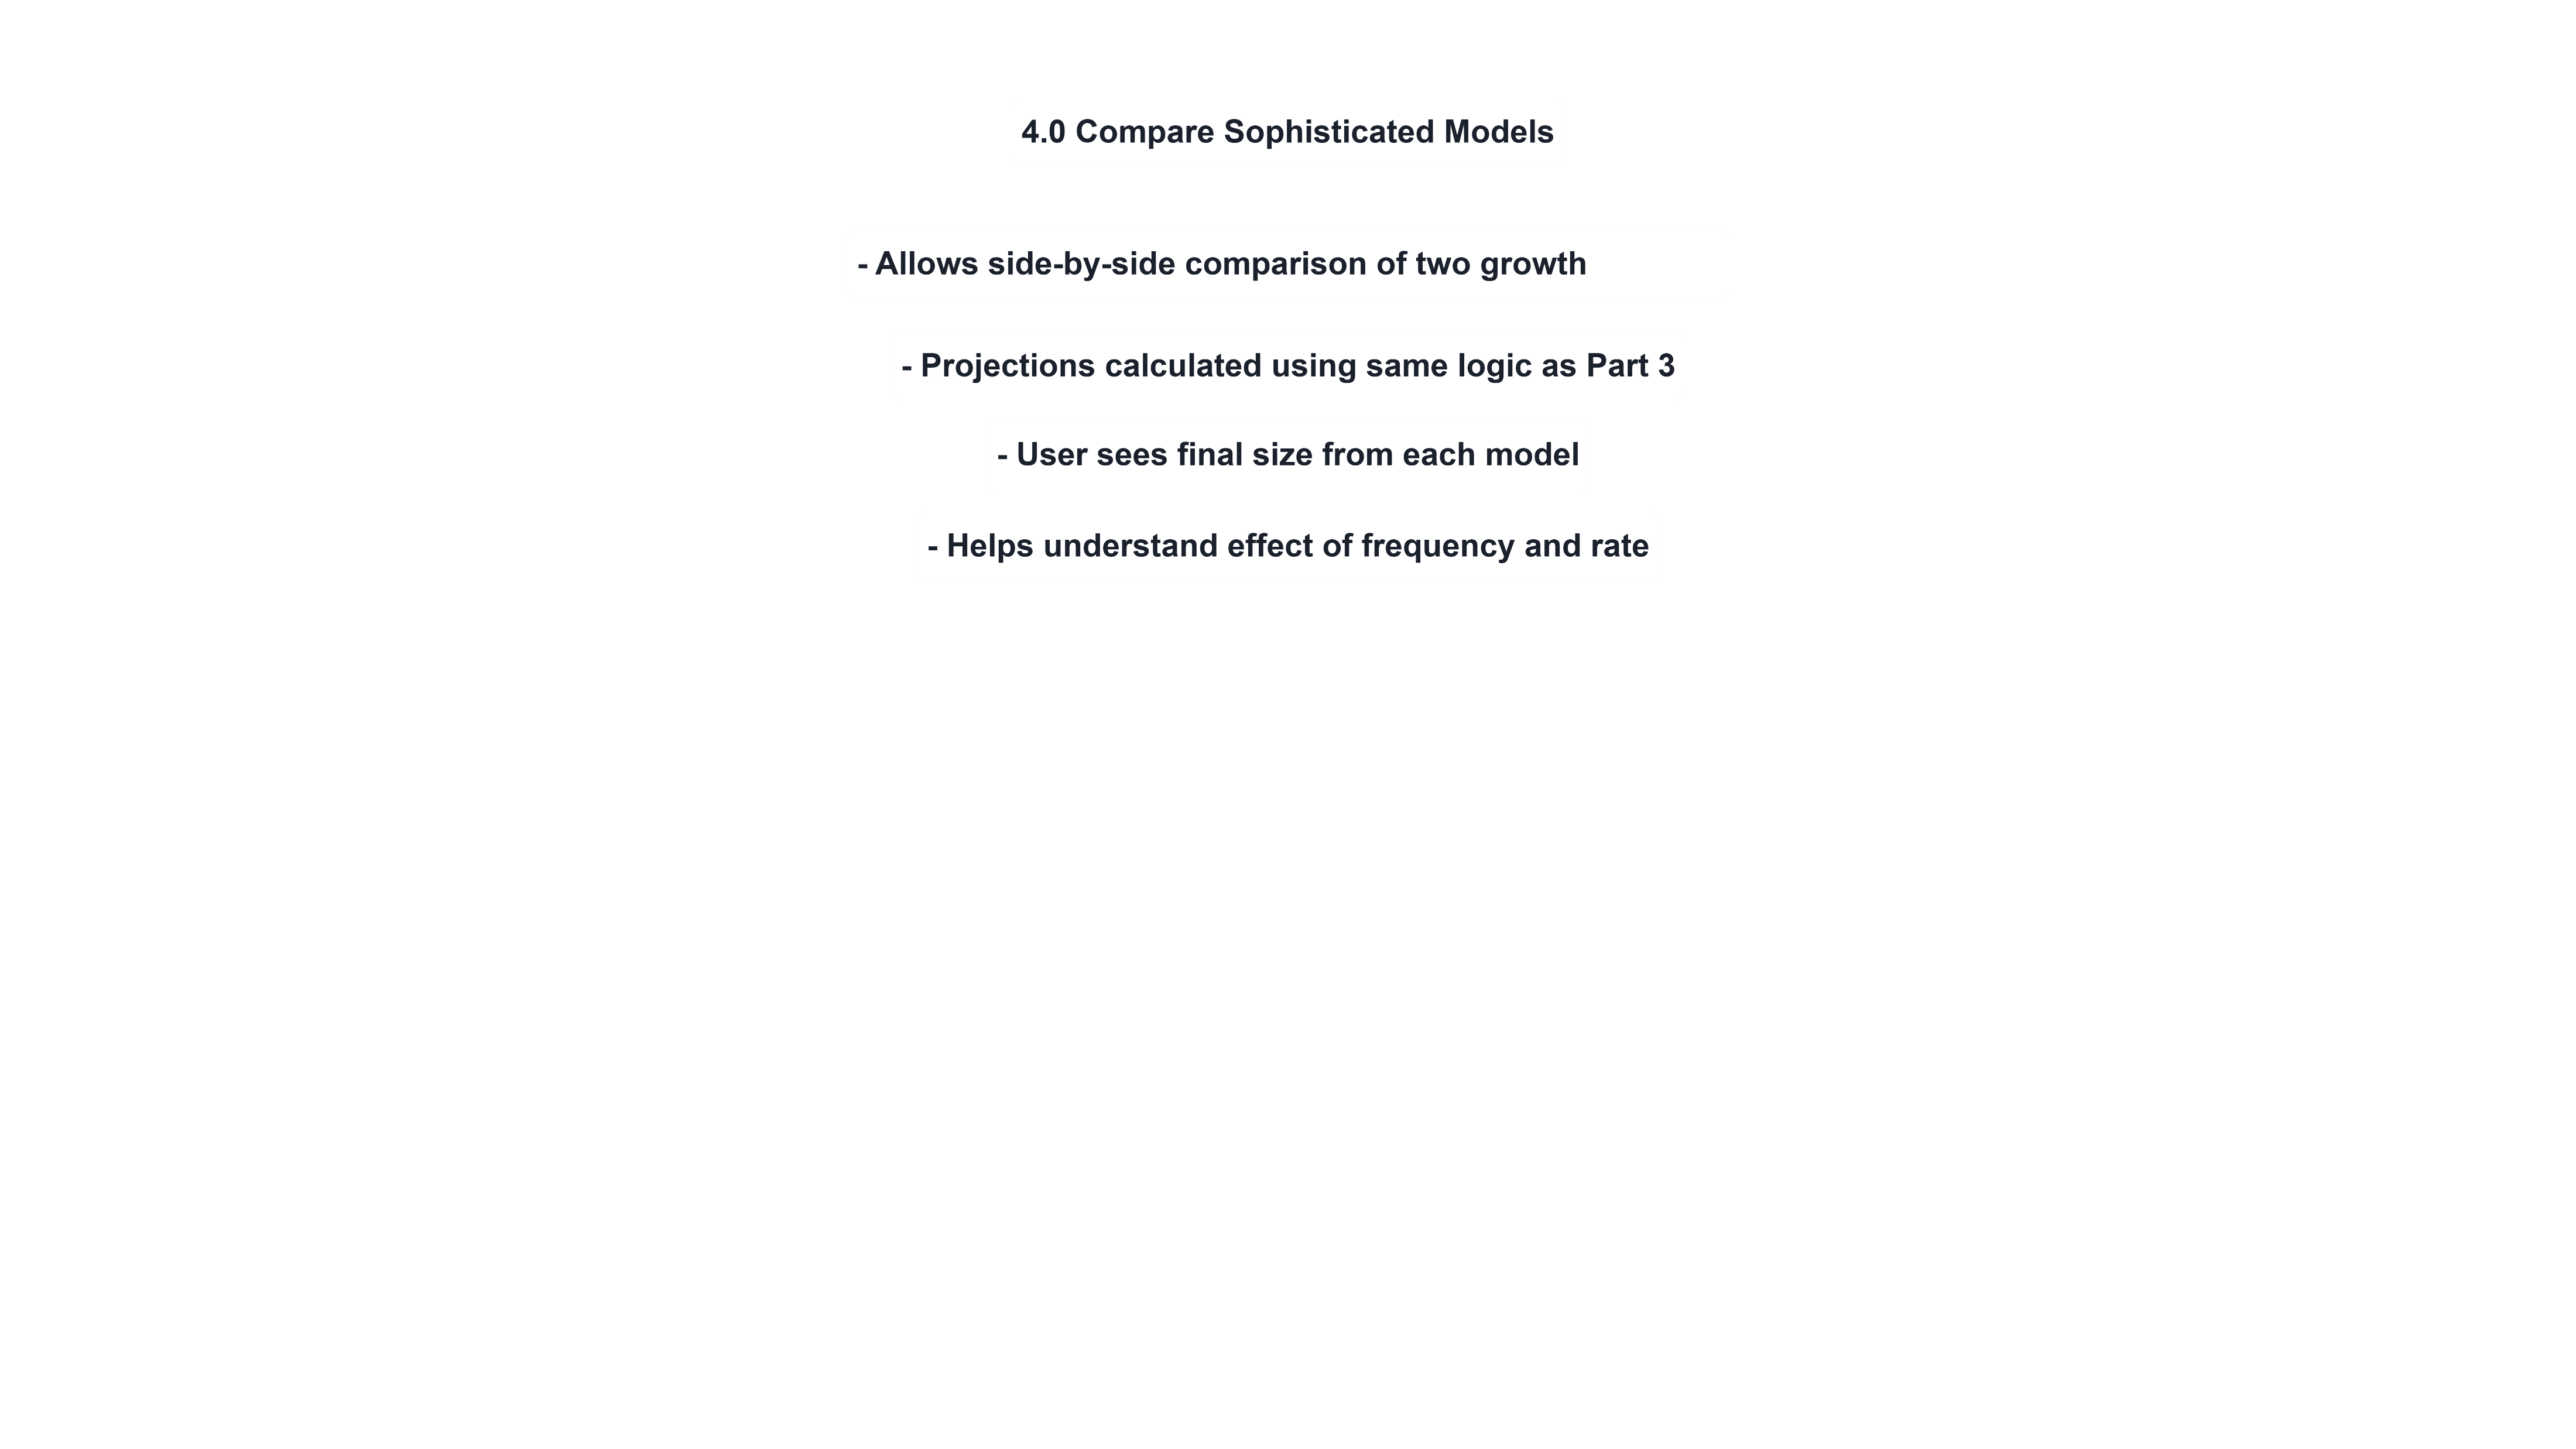 4.0 Compare Sophisticated Models
- Allows side-by-side comparison of two growth
- Projections calculated using same logic as Part 3
- User sees final size from each model
- Helps understand effect of frequency and rate